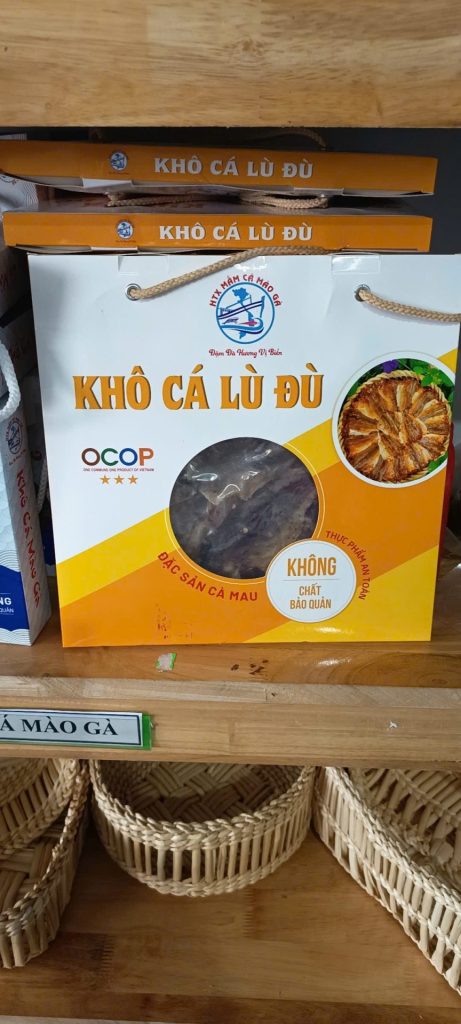 KHÔ CÁ LÙ ĐÙ
KHÔ CÁ LÙ ĐÙ
HTX MẮM CÁ MÀO GÀ
Đậm Đà Hương Vị Biển
KHÔ CÁ LÙ ĐÙ
OCOP
ONE COMMUNE ONE PRODUCT OF VIETNAM
ĐẶC SẢN CÀ MAU
KHÔNG
CHẤT
BẢO QUẢN
THỰC PHẨM AN TOÀN
NG
QUẢN
Á MÀO GÀ